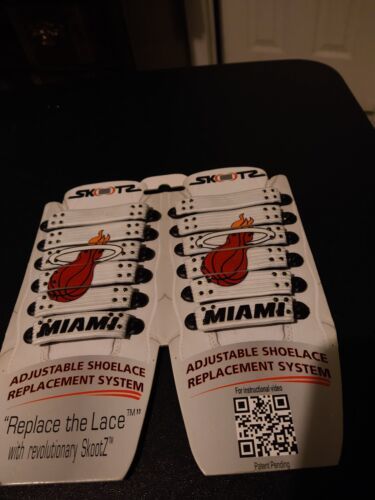 SKOOTZ
MIAMI
ADJUSTABLE SHOELACE
REPLACEMENT SYSTEM
"Replace the Lace™"
with revolutionary SkootZ™
SKOOTZ
MIAMI
ADJUSTABLE SHOELACE
REPLACEMENT SYSTEM
For instructional video
Patent Pending